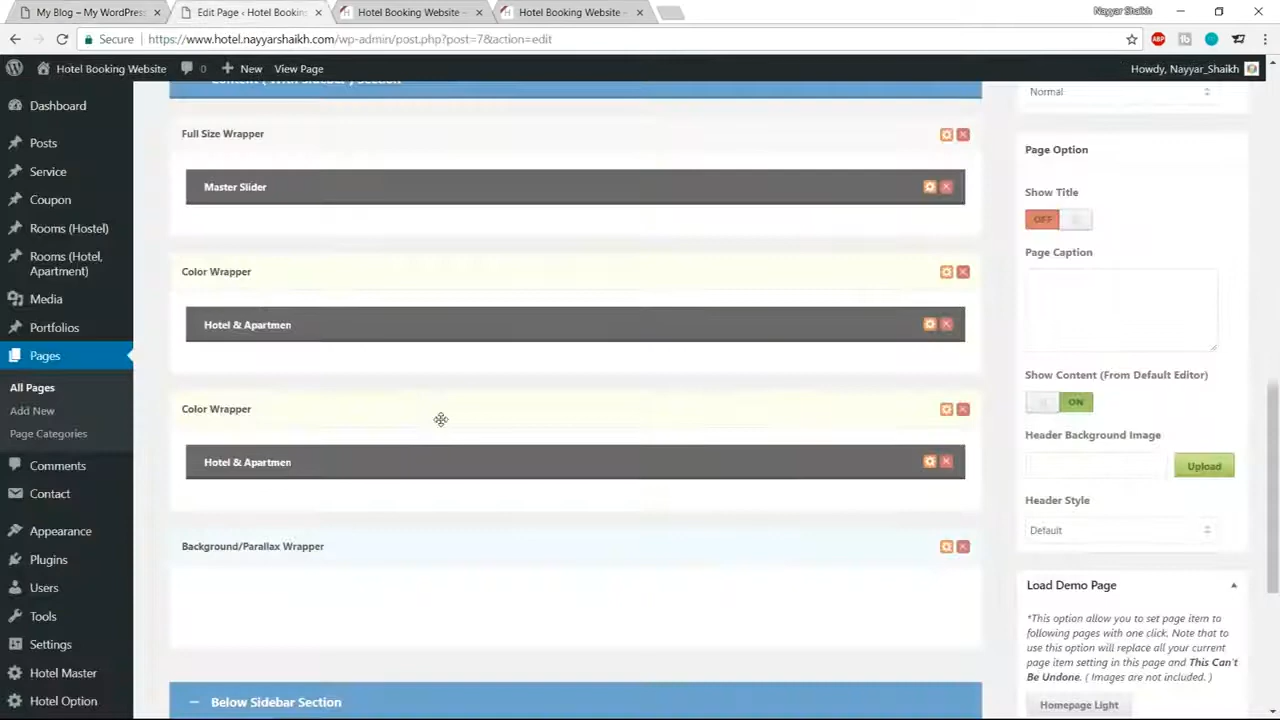 My Blog – My WordPress
Edit Page ‹ Hotel Booking
Hotel Booking Website –
Hotel Booking Website –
Nayyar Shaikh
Secure
https://www.hotel.nayyarshaikh.com/wp-admin/post.php?post=7&action=edit
ABP
Hotel Booking Website
0
New
View Page
Howdy, Nayyar_Shaikh
Dashboard
Posts
Service
Coupon
Rooms (Hostel)
Rooms (Hotel,
Apartment)
Media
Portfolios
Pages
All Pages
Add New
Page Categories
Comments
Contact
Appearance
Plugins
Users
Tools
Settings
Hotel Master
Hotel Option
Content ( With Sidebar ) Section
Full Size Wrapper
Master Slider
Color Wrapper
Hotel & Apartmen
Color Wrapper
Hotel & Apartmen
Background/Parallax Wrapper
Below Sidebar Section
Normal
Page Option
Show Title
OFF
Page Caption
Show Content (From Default Editor)
ON
Header Background Image
Upload
Header Style
Default
Load Demo Page
*This option allow you to set page item to
following pages with one click. Note that to
use this option will replace all your current
page item setting in this page and This Can't
Be Undone. ( Images are not included. )
Homepage Light